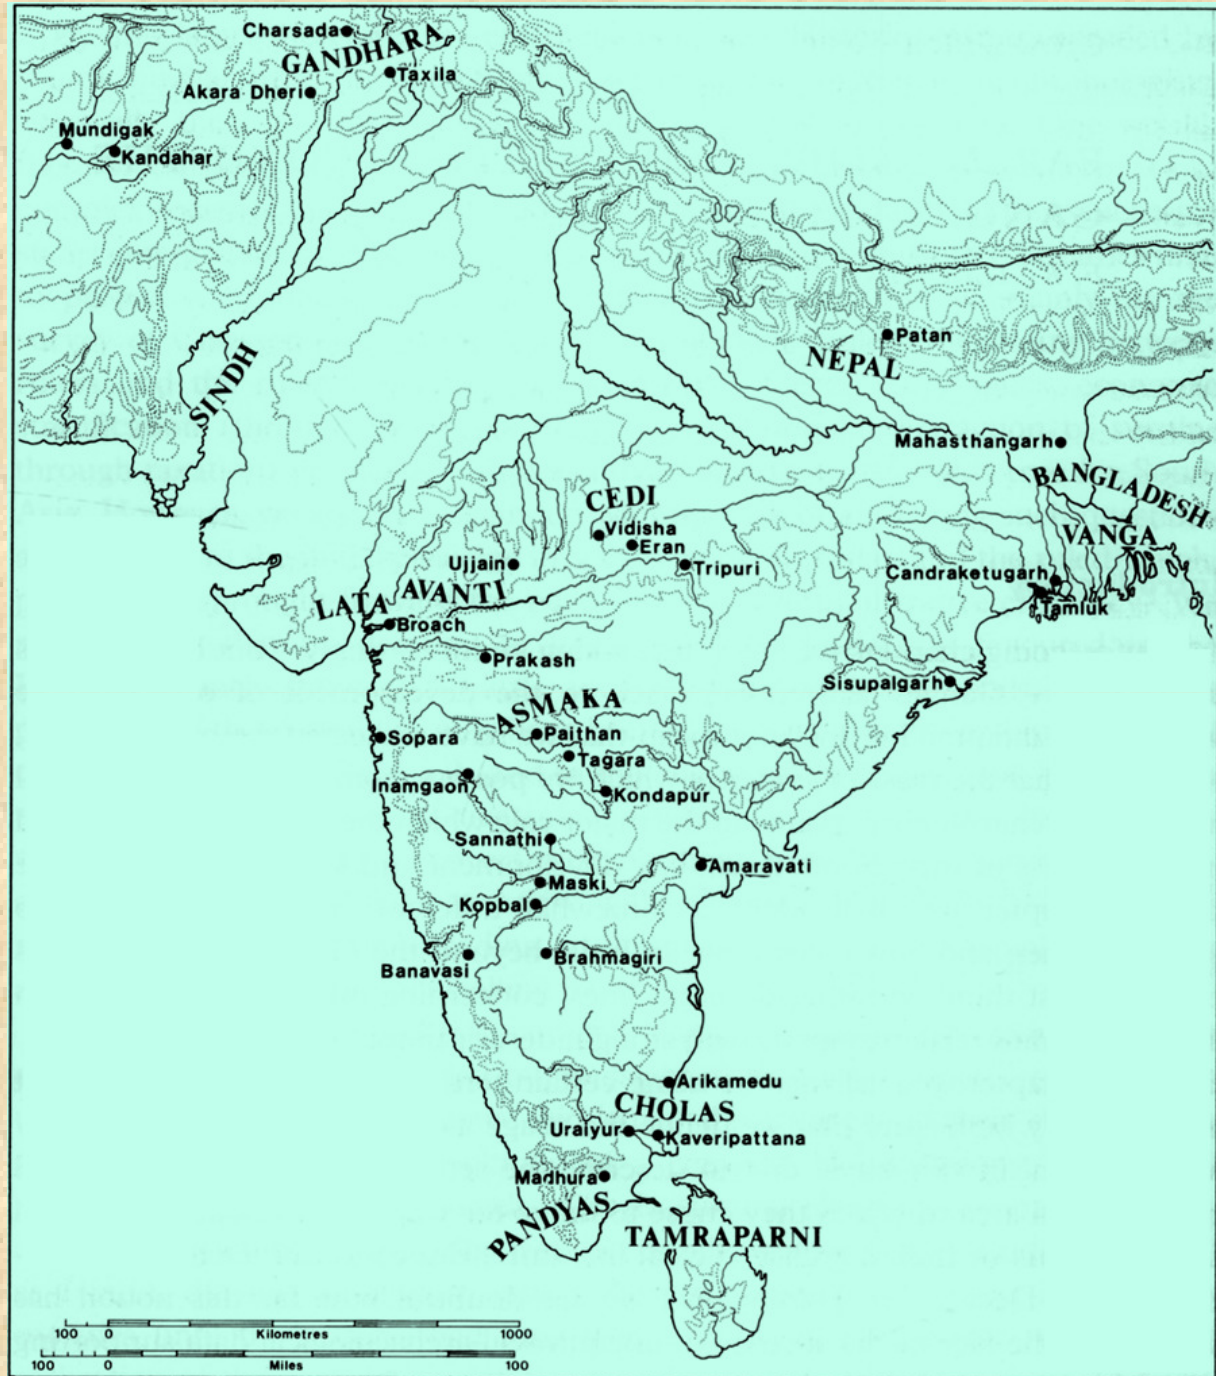 Charsada
GANDHARA
Taxila
Akara Dheri
Mundigak
Kandahar
SINDH
Patan
NEPAL
Mahasthangarh
BANGLADESH
CEDI
Vidisha
Eran
VANGA
Ujjain
Tripuri
Candraketugarh
AVANTI
LATA
Tamluk
Broach
Prakash
Sisupalgarh
ASMAKA
Sopara
Paithan
Tagara
Inamgaon
Kondapur
Sannathi
Amaravati
Maski
Kopbal
Banavasi
Brahmagiri
Arikamedu
CHOLAS
Uraiyur
Kaveripattana
Madhura
PANDYAS
TAMRAPARNI
100 0 Kilometres 1000
100 0 Miles 100